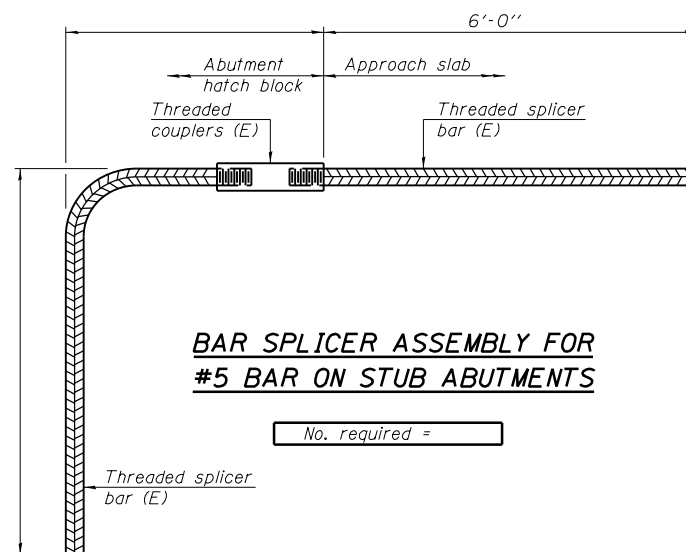 6'-0"
Abutment
hatch block
Approach slab
Threaded
couplers (E)
Threaded splicer
bar (E)
BAR SPLICER ASSEMBLY FOR
#5 BAR ON STUB ABUTMENTS
No. required =
Threaded splicer
bar (E)